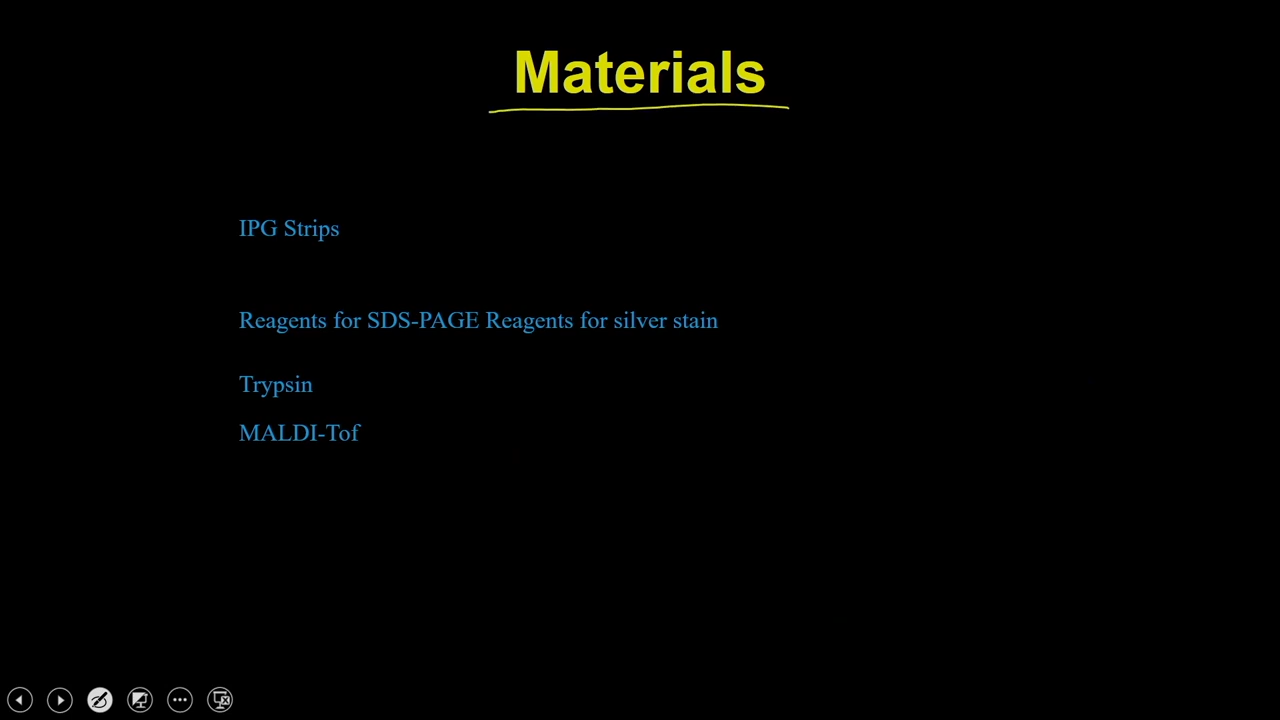 Materials
IPG Strips
Reagents for SDS-PAGE Reagents for silver stain
Trypsin
MALDI-Tof